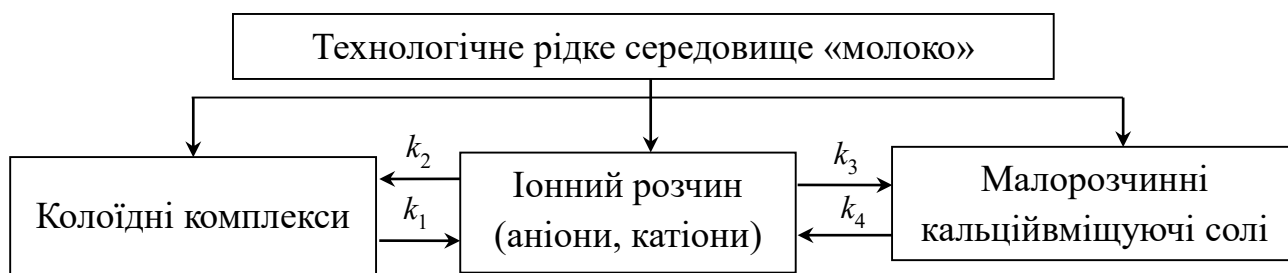 Технологічне рідке середовище «молоко»
k2
k3
Колоїдні комплекси
Іонний розчин
(аніони, катіони)
Малорозчинні
кальційвміщуючі солі
k1
k4